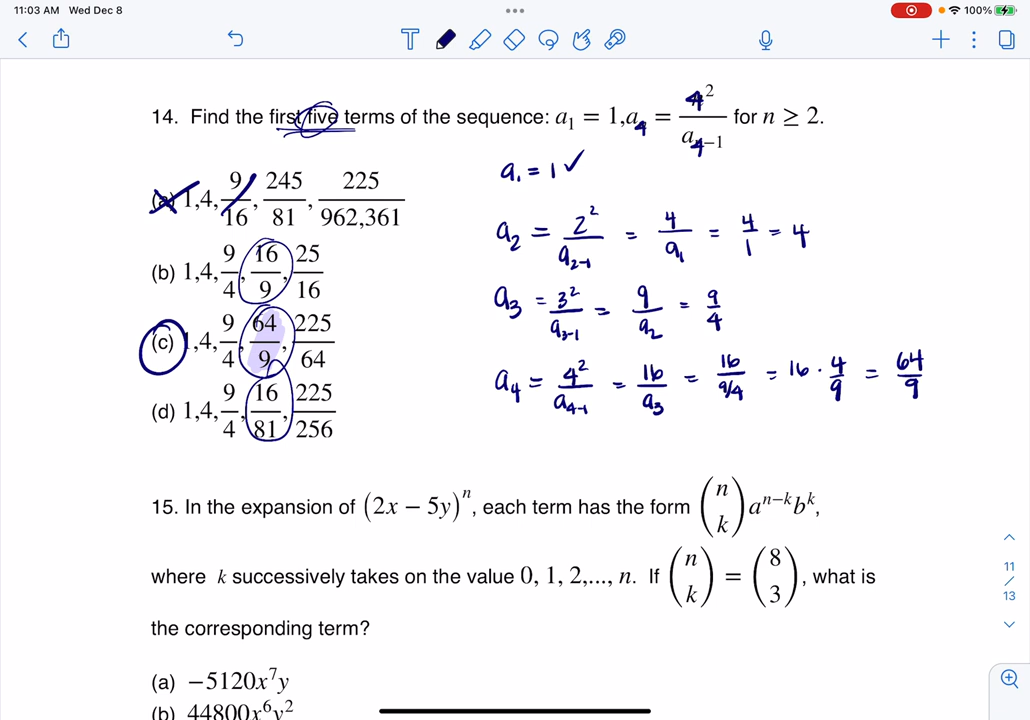 11:03 AM Wed Dec 8
100%
T
14. Find the first five terms of the sequence: a₁ = 1, a₄ = 4²/a₄₋₁ for n ≥ 2.
a₁ = 1 ✓
(a) 1,4, 9/16, 245/81, 225/962,361
a₂ = 2²/a₂₋₁ = 4/a₁ = 4/1 = 4
(b) 1,4, 9/4, 16/9, 25/16
a₃ = 3²/a₃₋₁ = 9/a₂ = 9/4
(c) 1,4, 9/4, 64/9, 225/64
a₄ = 4²/a₄₋₁ = 16/a₃ = 16/(9/4) = 16 · 4/9 = 64/9
(d) 1,4, 9/4, 16/81, 225/256
15. In the expansion of (2x − 5y)ⁿ, each term has the form (n k) aⁿ⁻ᵏbᵏ,
where k successively takes on the value 0, 1, 2,..., n. If (n k) = (8 3), what is
the corresponding term?
(a) −5120x⁷y
(b) 44800x⁶y²
11 / 13